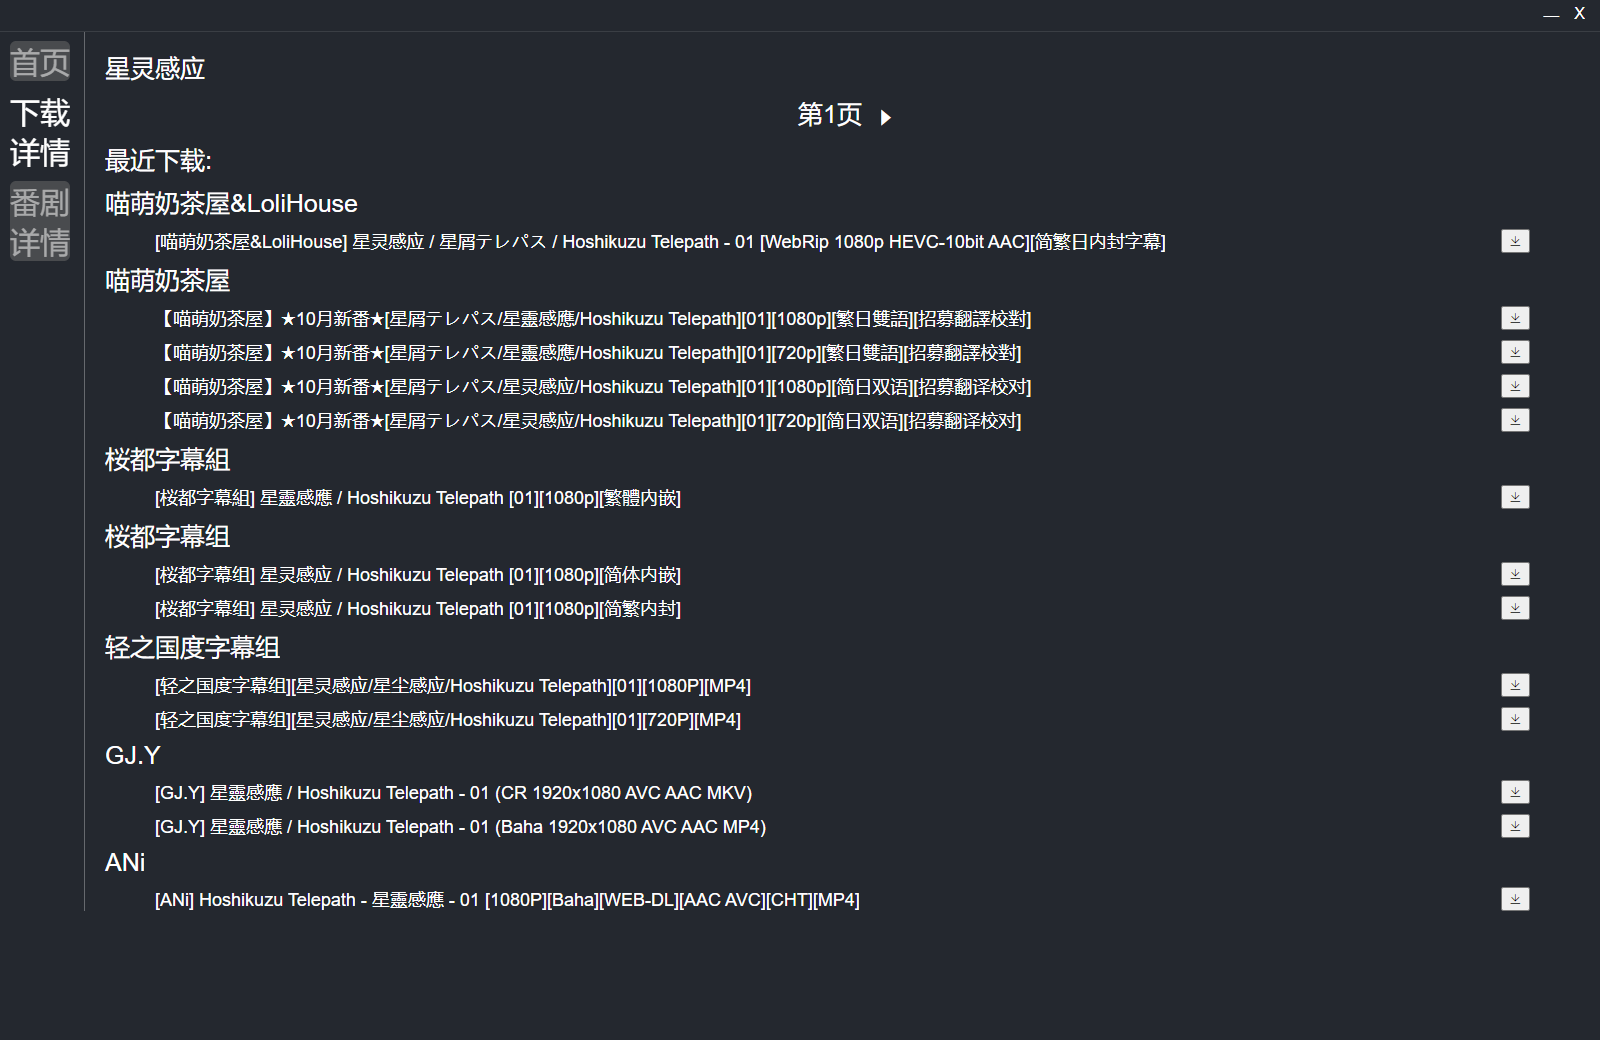 — X
首页
下载
详情
番剧
详情
星灵感应
第1页
最近下载:
喵萌奶茶屋&LoliHouse
[喵萌奶茶屋&LoliHouse] 星灵感应 / 星屑テレパス / Hoshikuzu Telepath - 01 [WebRip 1080p HEVC-10bit AAC][简繁日内封字幕]
喵萌奶茶屋
【喵萌奶茶屋】★10月新番★[星屑テレパス/星靈感應/Hoshikuzu Telepath][01][1080p][繁日雙語][招募翻譯校對]
【喵萌奶茶屋】★10月新番★[星屑テレパス/星靈感應/Hoshikuzu Telepath][01][720p][繁日雙語][招募翻譯校對]
【喵萌奶茶屋】★10月新番★[星屑テレパス/星灵感应/Hoshikuzu Telepath][01][1080p][简日双语][招募翻译校对]
【喵萌奶茶屋】★10月新番★[星屑テレパス/星灵感应/Hoshikuzu Telepath][01][720p][简日双语][招募翻译校对]
桜都字幕組
[桜都字幕組] 星靈感應 / Hoshikuzu Telepath [01][1080p][繁體内嵌]
桜都字幕组
[桜都字幕组] 星灵感应 / Hoshikuzu Telepath [01][1080p][简体内嵌]
[桜都字幕组] 星灵感应 / Hoshikuzu Telepath [01][1080p][简繁内封]
轻之国度字幕组
[轻之国度字幕组][星灵感应/星尘感应/Hoshikuzu Telepath][01][1080P][MP4]
[轻之国度字幕组][星灵感应/星尘感应/Hoshikuzu Telepath][01][720P][MP4]
GJ.Y
[GJ.Y] 星靈感應 / Hoshikuzu Telepath - 01 (CR 1920x1080 AVC AAC MKV)
[GJ.Y] 星靈感應 / Hoshikuzu Telepath - 01 (Baha 1920x1080 AVC AAC MP4)
ANi
[ANi] Hoshikuzu Telepath - 星靈感應 - 01 [1080P][Baha][WEB-DL][AAC AVC][CHT][MP4]